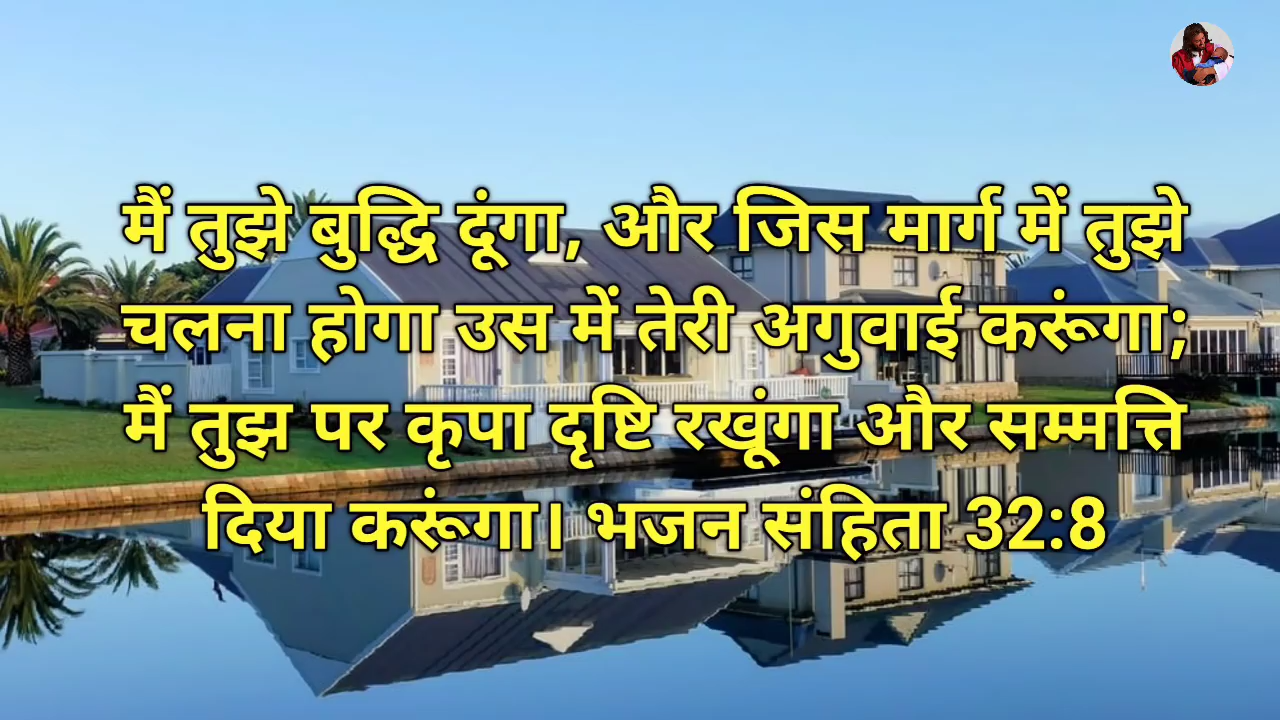 मैं तुझे बुद्धि दूंगा, और जिस मार्ग में तुझे
चलना होगा उस में तेरी अगुवाई करूंगा;
मैं तुझ पर कृपा दृष्टि रखूंगा और सम्मत्ति
दिया करूंगा। भजन संहिता 32:8